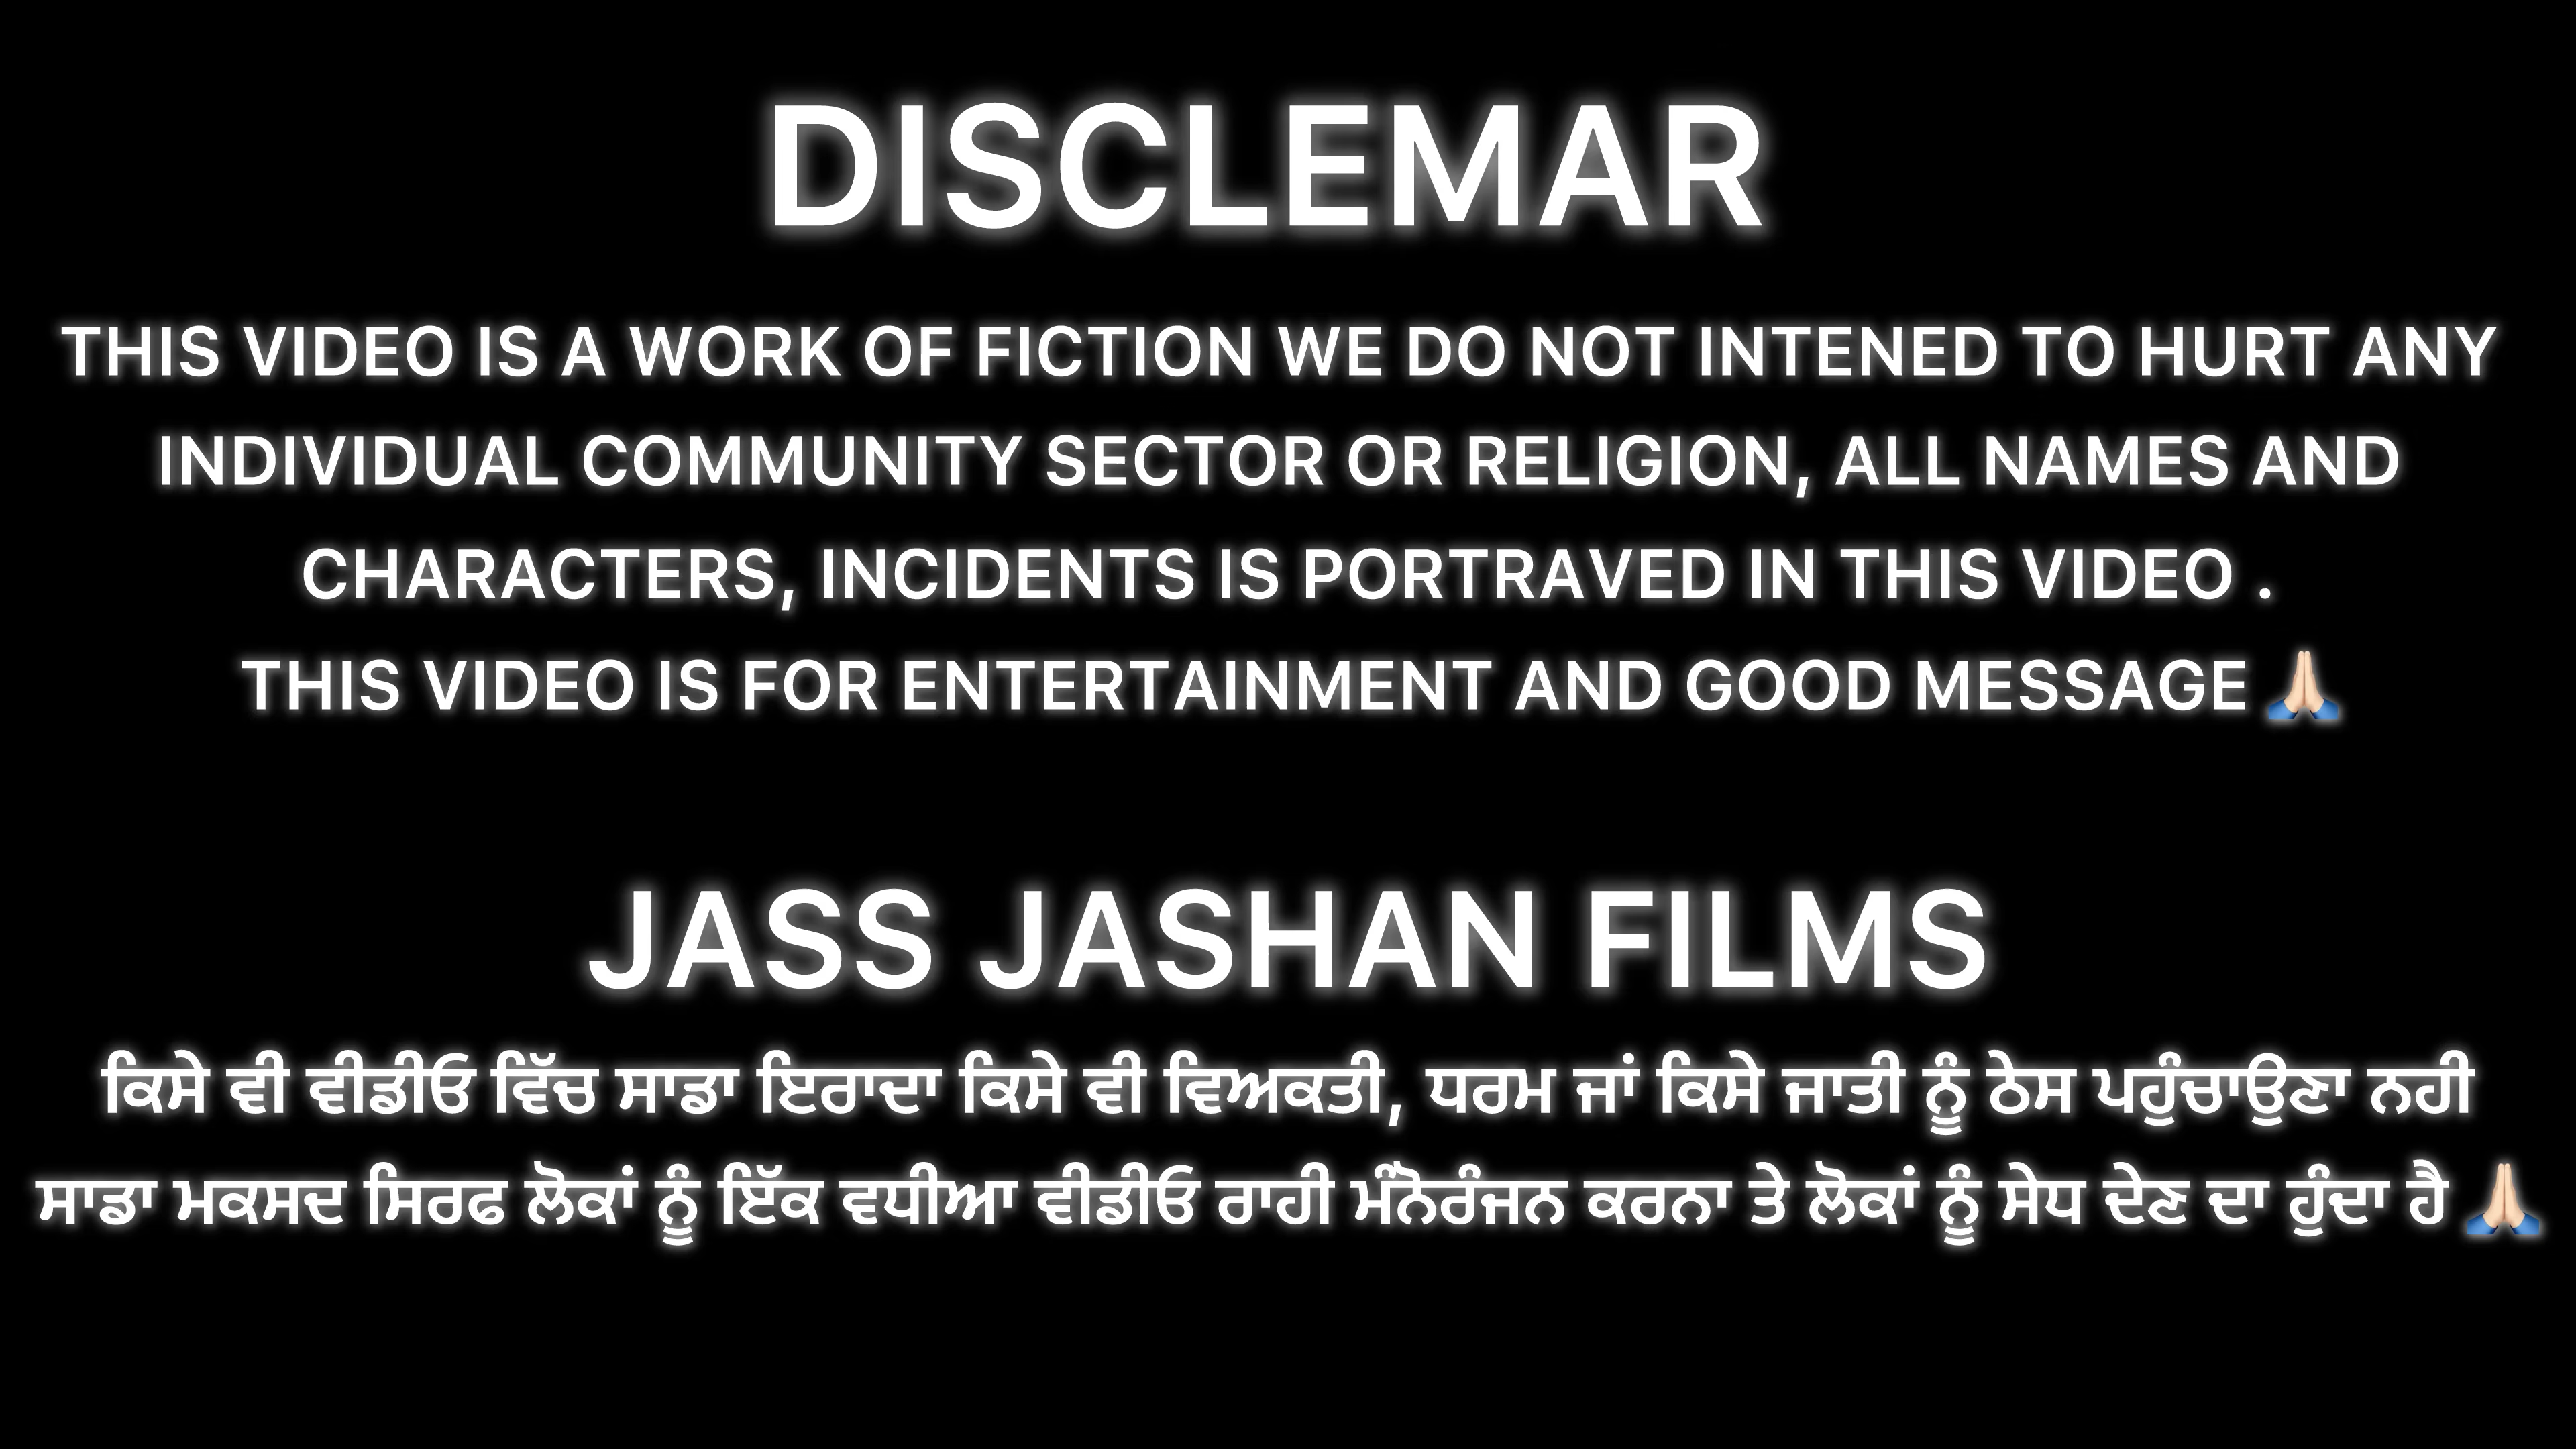 DISCLEMAR
THIS VIDEO IS A WORK OF FICTION WE DO NOT INTENED TO HURT ANY
INDIVIDUAL COMMUNITY SECTOR OR RELIGION, ALL NAMES AND
CHARACTERS, INCIDENTS IS PORTRAVED IN THIS VIDEO .
THIS VIDEO IS FOR ENTERTAINMENT AND GOOD MESSAGE🙏🏻
JASS JASHAN FILMS
ਕਿਸੇ ਵੀ ਵੀਡੀਓ ਵਿੱਚ ਸਾਡਾ ਇਰਾਦਾ ਕਿਸੇ ਵੀ ਵਿਅਕਤੀ, ਧਰਮ ਜਾਂ ਕਿਸੇ ਜਾਤੀ ਨੂੰ ਠੇਸ ਪਹੁੰਚਾਉਣਾ ਨਹੀ
ਸਾਡਾ ਮਕਸਦ ਸਿਰਫ ਲੋਕਾਂ ਨੂੰ ਇੱਕ ਵਧੀਆ ਵੀਡੀਓ ਰਾਹੀ ਮੰਨੋਰੰਜਨ ਕਰਨਾ ਤੇ ਲੋਕਾਂ ਨੂੰ ਸੇਧ ਦੇਣ ਦਾ ਹੁੰਦਾ ਹੈ🙏🏻